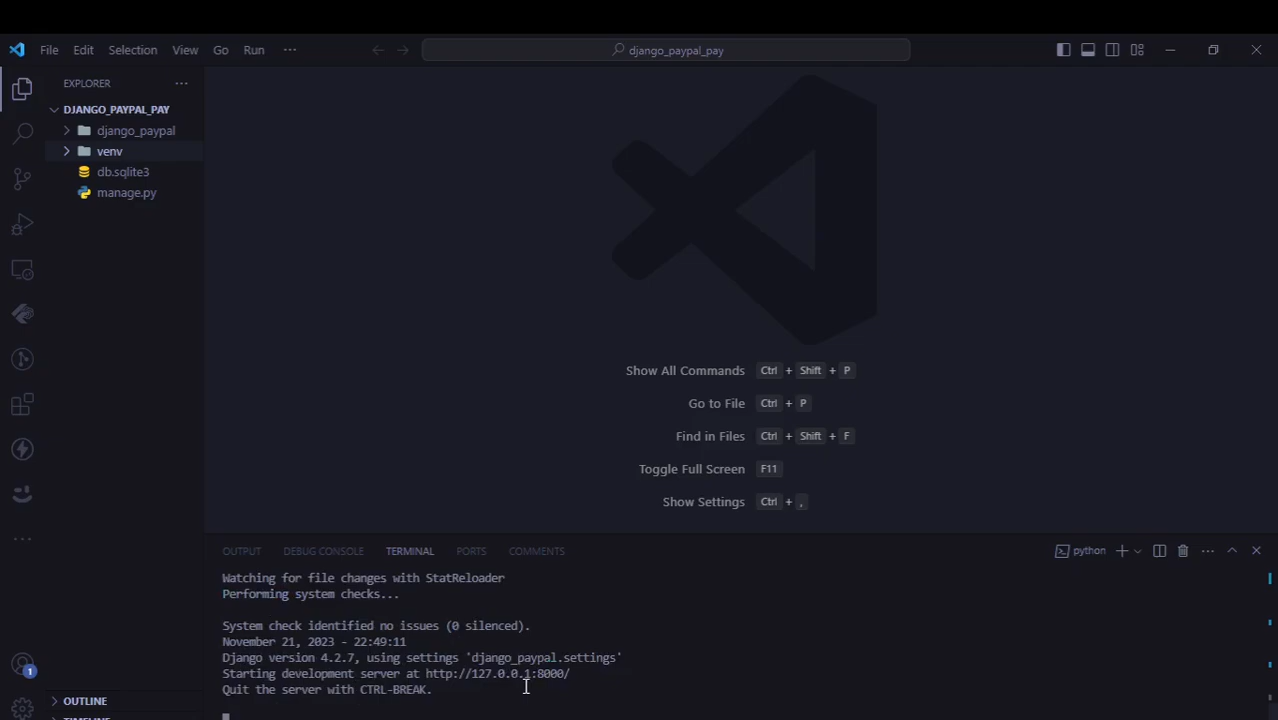 File Edit Selection View Go Run ···
django_paypal_pay
EXPLORER ···
DJANGO_PAYPAL_PAY
django_paypal
venv
db.sqlite3
manage.py
Show All Commands Ctrl + Shift + P
Go to File Ctrl + P
Find in Files Ctrl + Shift + F
Toggle Full Screen F11
Show Settings Ctrl + ,
OUTPUT DEBUG CONSOLE TERMINAL PORTS COMMENTS
python
Watching for file changes with StatReloader
Performing system checks...
System check identified no issues (0 silenced).
November 21, 2023 - 22:49:11
Django version 4.2.7, using settings 'django_paypal.settings'
Starting development server at http://127.0.0.1:8000/
Quit the server with CTRL-BREAK.
1
OUTLINE
TIMELINE